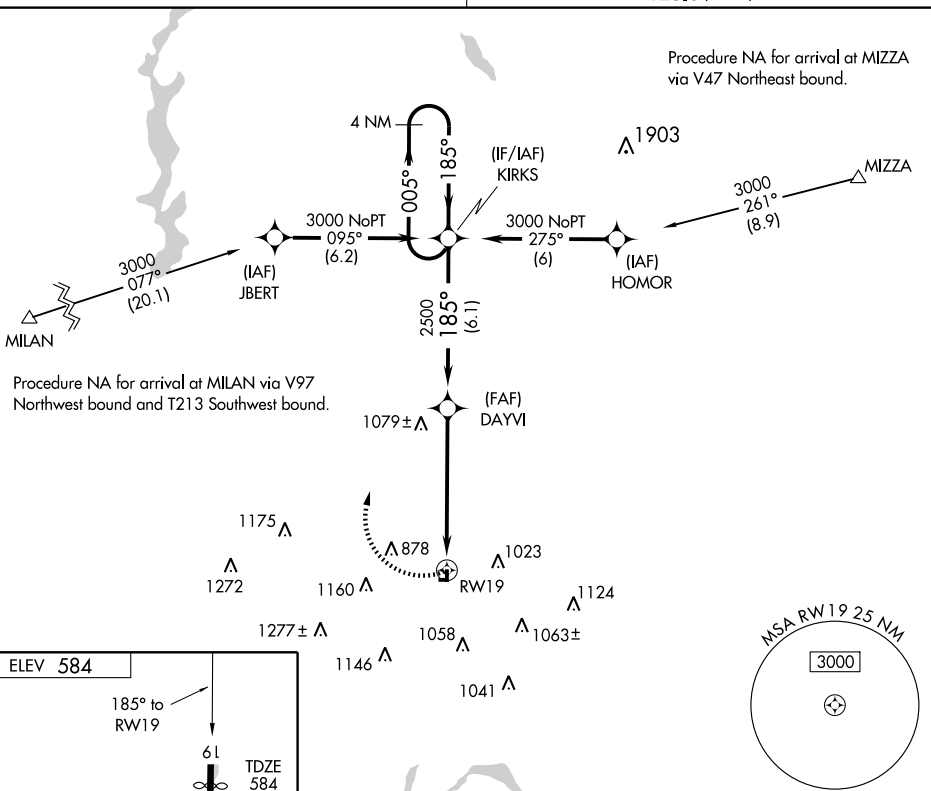 Procedure NA for arrival at MIZZA
via V47 Northeast bound.
4 NM
185°
005°
(IF/IAF)
KIRKS
1903
MIZZA
3000
261°
(8.9)
3000 NoPT
095°
(6.2)
3000 NoPT
275°
(6)
(IAF)
JBERT
(IAF)
HOMOR
3000
077°
(20.1)
MILAN
2500
185°
(6.1)
Procedure NA for arrival at MILAN via V97
Northwest bound and T213 Southwest bound.
(FAF)
DAYVI
1079±
1175
878
1023
1272
1160
RW19
1124
1277±
1058
1063±
1146
1041
MSA RW19 25 NM
3000
ELEV 584
185° to
RW19
19
TDZE
584